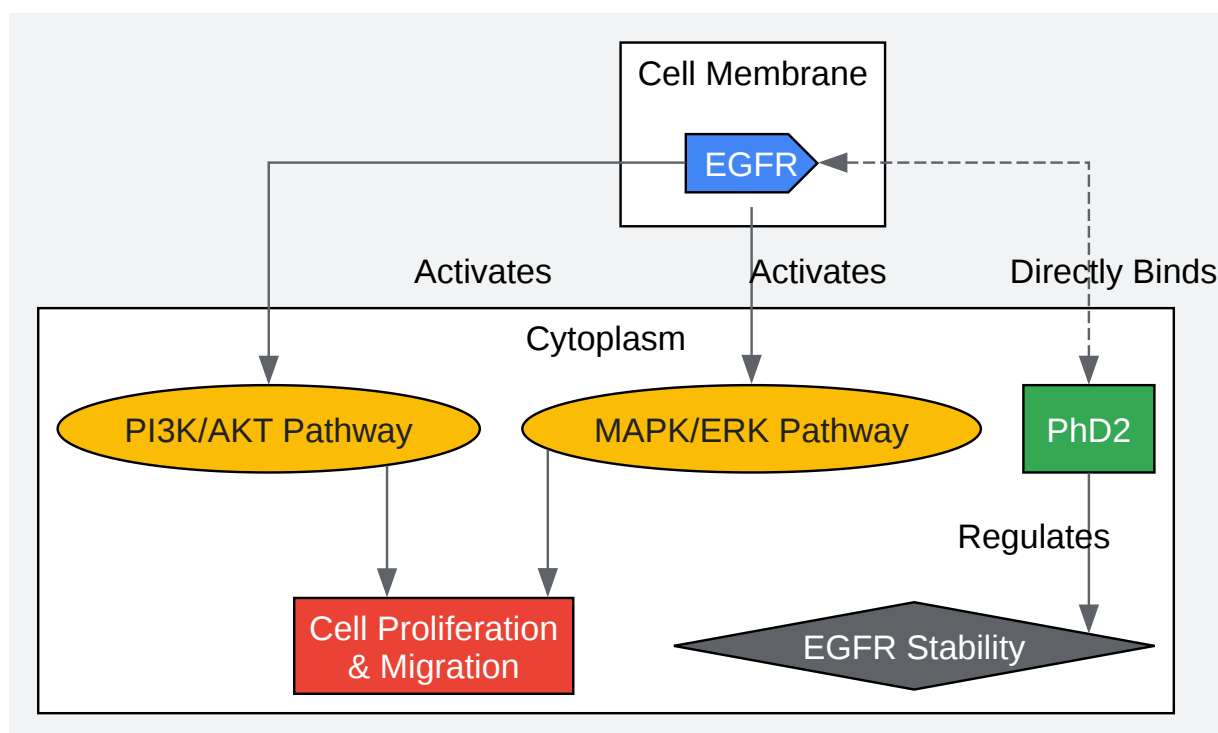 Cell Membrane
EGFR
Activates
Activates
Directly Binds
Cytoplasm
PI3K/AKT Pathway
MAPK/ERK Pathway
PhD2
Regulates
Cell Proliferation
& Migration
EGFR Stability